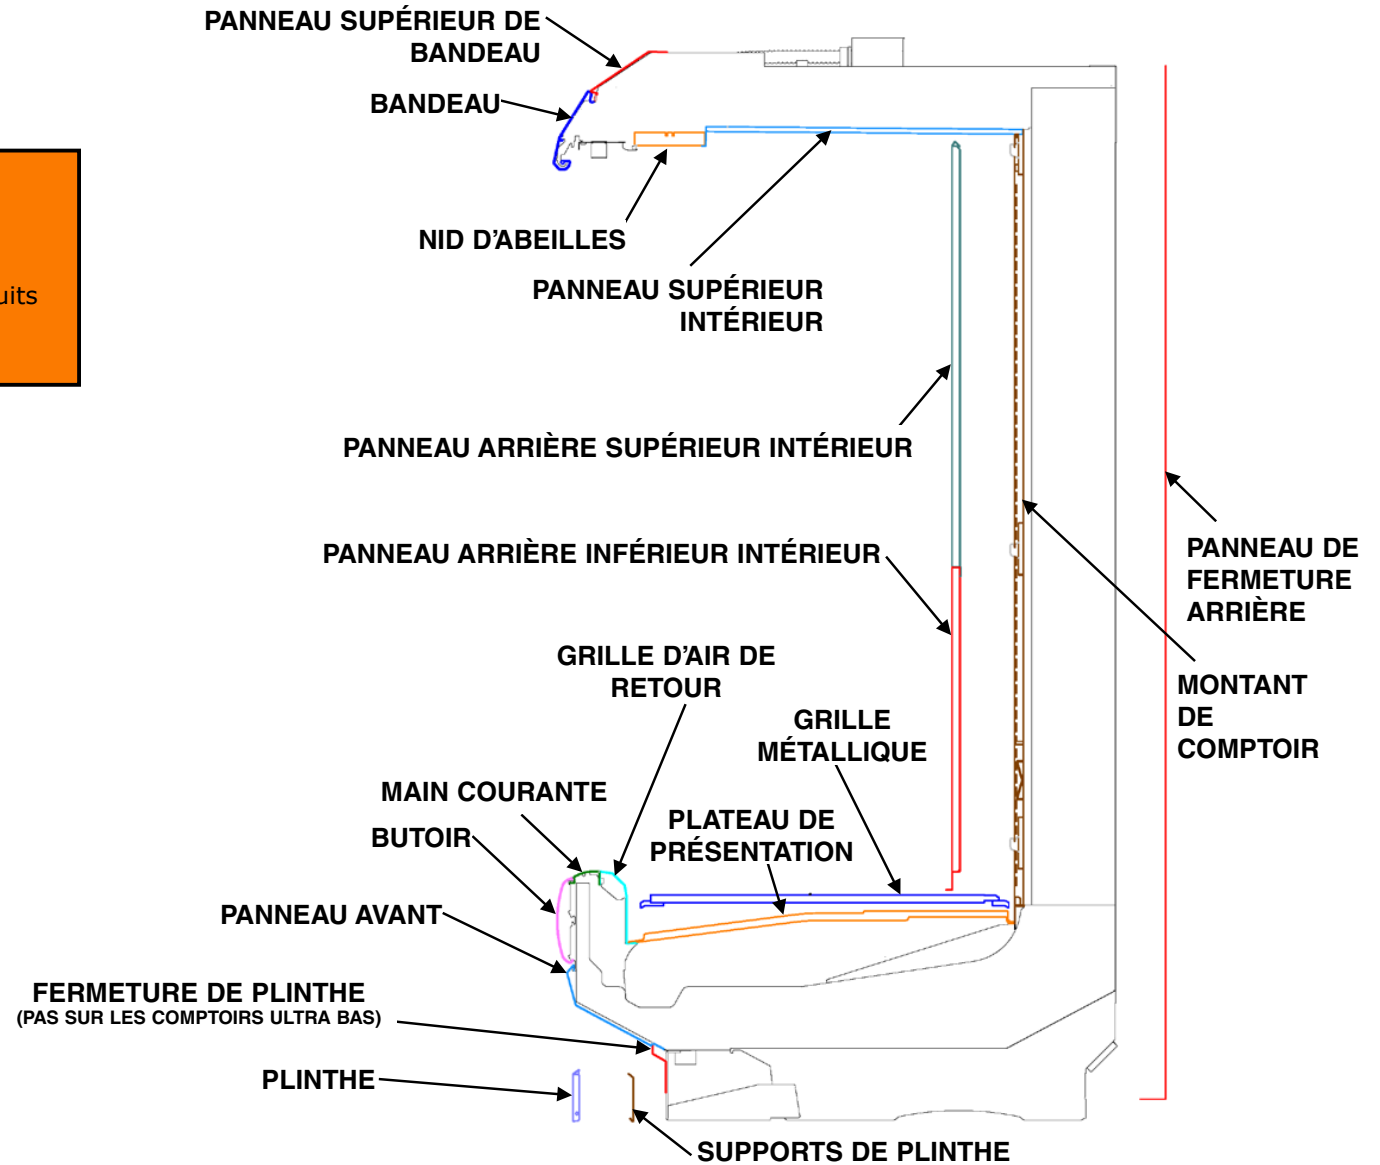 PANNEAU SUPÉRIEUR DE
BANDEAU
BANDEAU
NID D’ABEILLES
PANNEAU SUPÉRIEUR
INTÉRIEUR
PANNEAU ARRIÈRE SUPÉRIEUR INTÉRIEUR
PANNEAU ARRIÈRE INFÉRIEUR INTÉRIEUR
PANNEAU DE
FERMETURE
ARRIÈRE
GRILLE D’AIR DE
RETOUR
MONTANT
DE
COMPTOIR
GRILLE
MÉTALLIQUE
MAIN COURANTE
BUTOIR
PLATEAU DE
PRÉSENTATION
PANNEAU AVANT
FERMETURE DE PLINTHE
(PAS SUR LES COMPTOIRS ULTRA BAS)
PLINTHE
SUPPORTS DE PLINTHE